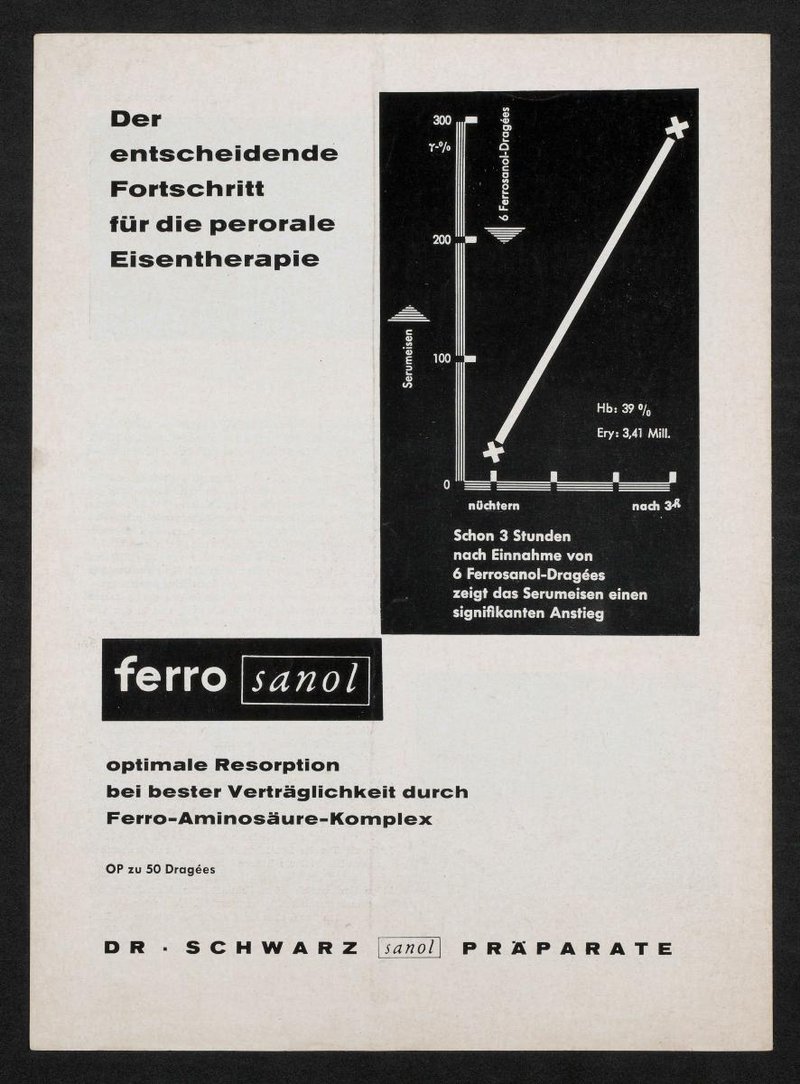 Der
entscheidende
Fortschritt
für die perorale
Eisentherapie
300
γ-%
200
100
0
6 Ferrosanol-Dragées
Serumeisen
Hb: 39 %
Ery: 3,41 Mill.
nüchtern
nach 3ʰ
Schon 3 Stunden
nach Einnahme von
6 Ferrosanol-Dragées
zeigt das Serumeisen einen
signifikanten Anstieg
ferro sanol
optimale Resorption
bei bester Verträglichkeit durch
Ferro-Aminosäure-Komplex
OP zu 50 Dragées
DR · SCHWARZ sanol PRÄPARATE